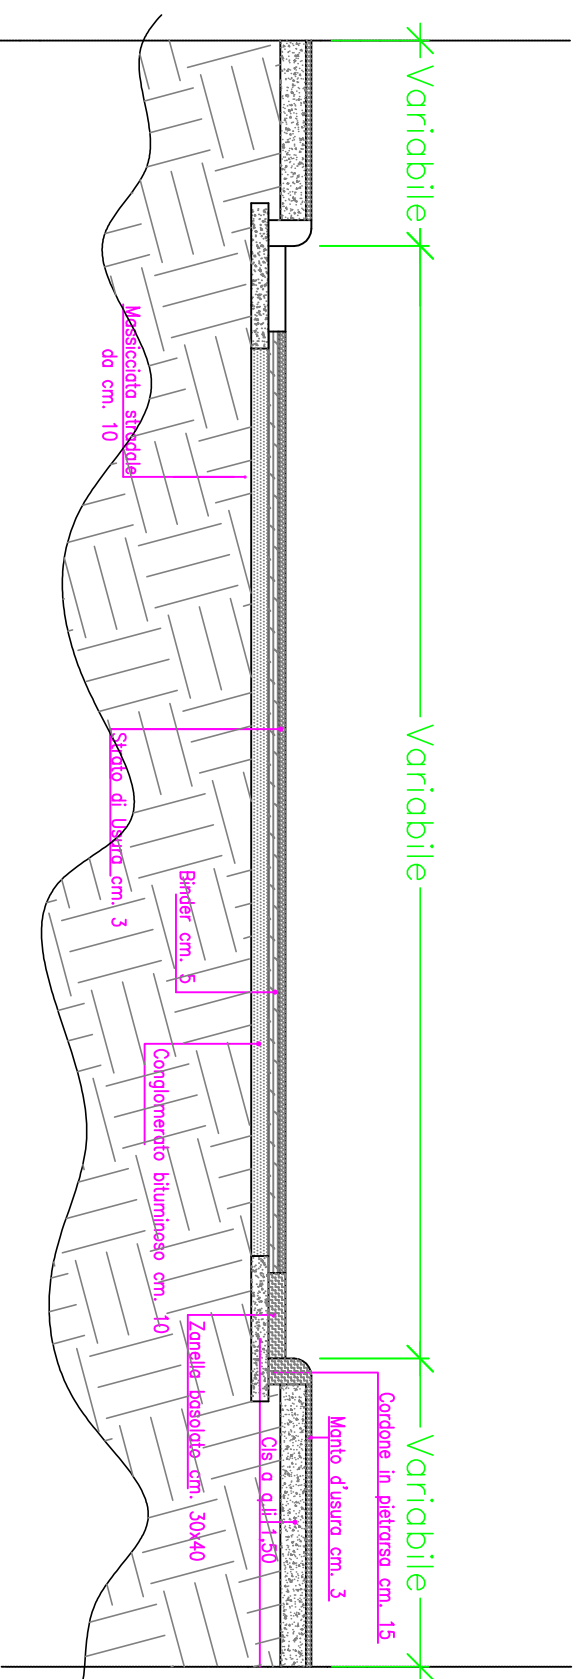 Variabile
Variabile
Variabile
Massicciata stradale
da cm. 10
Strato di Usura cm. 3
Binder cm. 5
Conglomerato bituminoso cm. 10
Zanella basolato cm. 30x40
Cls a q.li 1,50
Manto d'usura cm. 3
Cordone in pietrarsa cm. 15